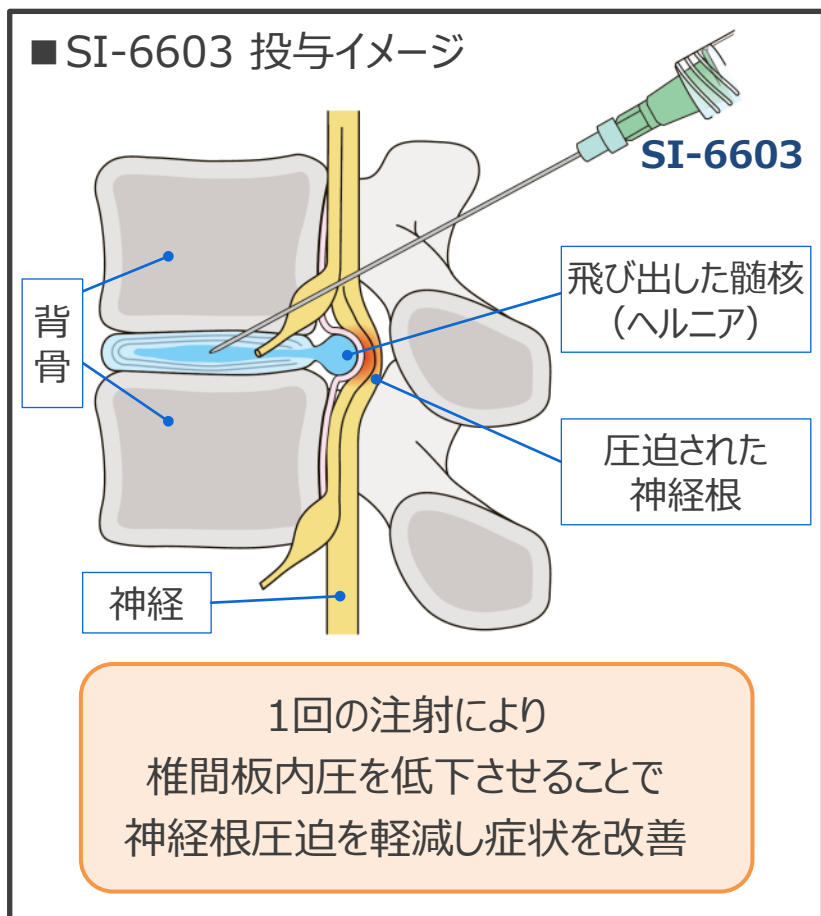 ■SI-6603 投与イメージ
SI-6603
飛び出した髄核
（ヘルニア）
背
骨
圧迫された
神経根
神経
1回の注射により
椎間板内圧を低下させることで
神経根圧迫を軽減し症状を改善